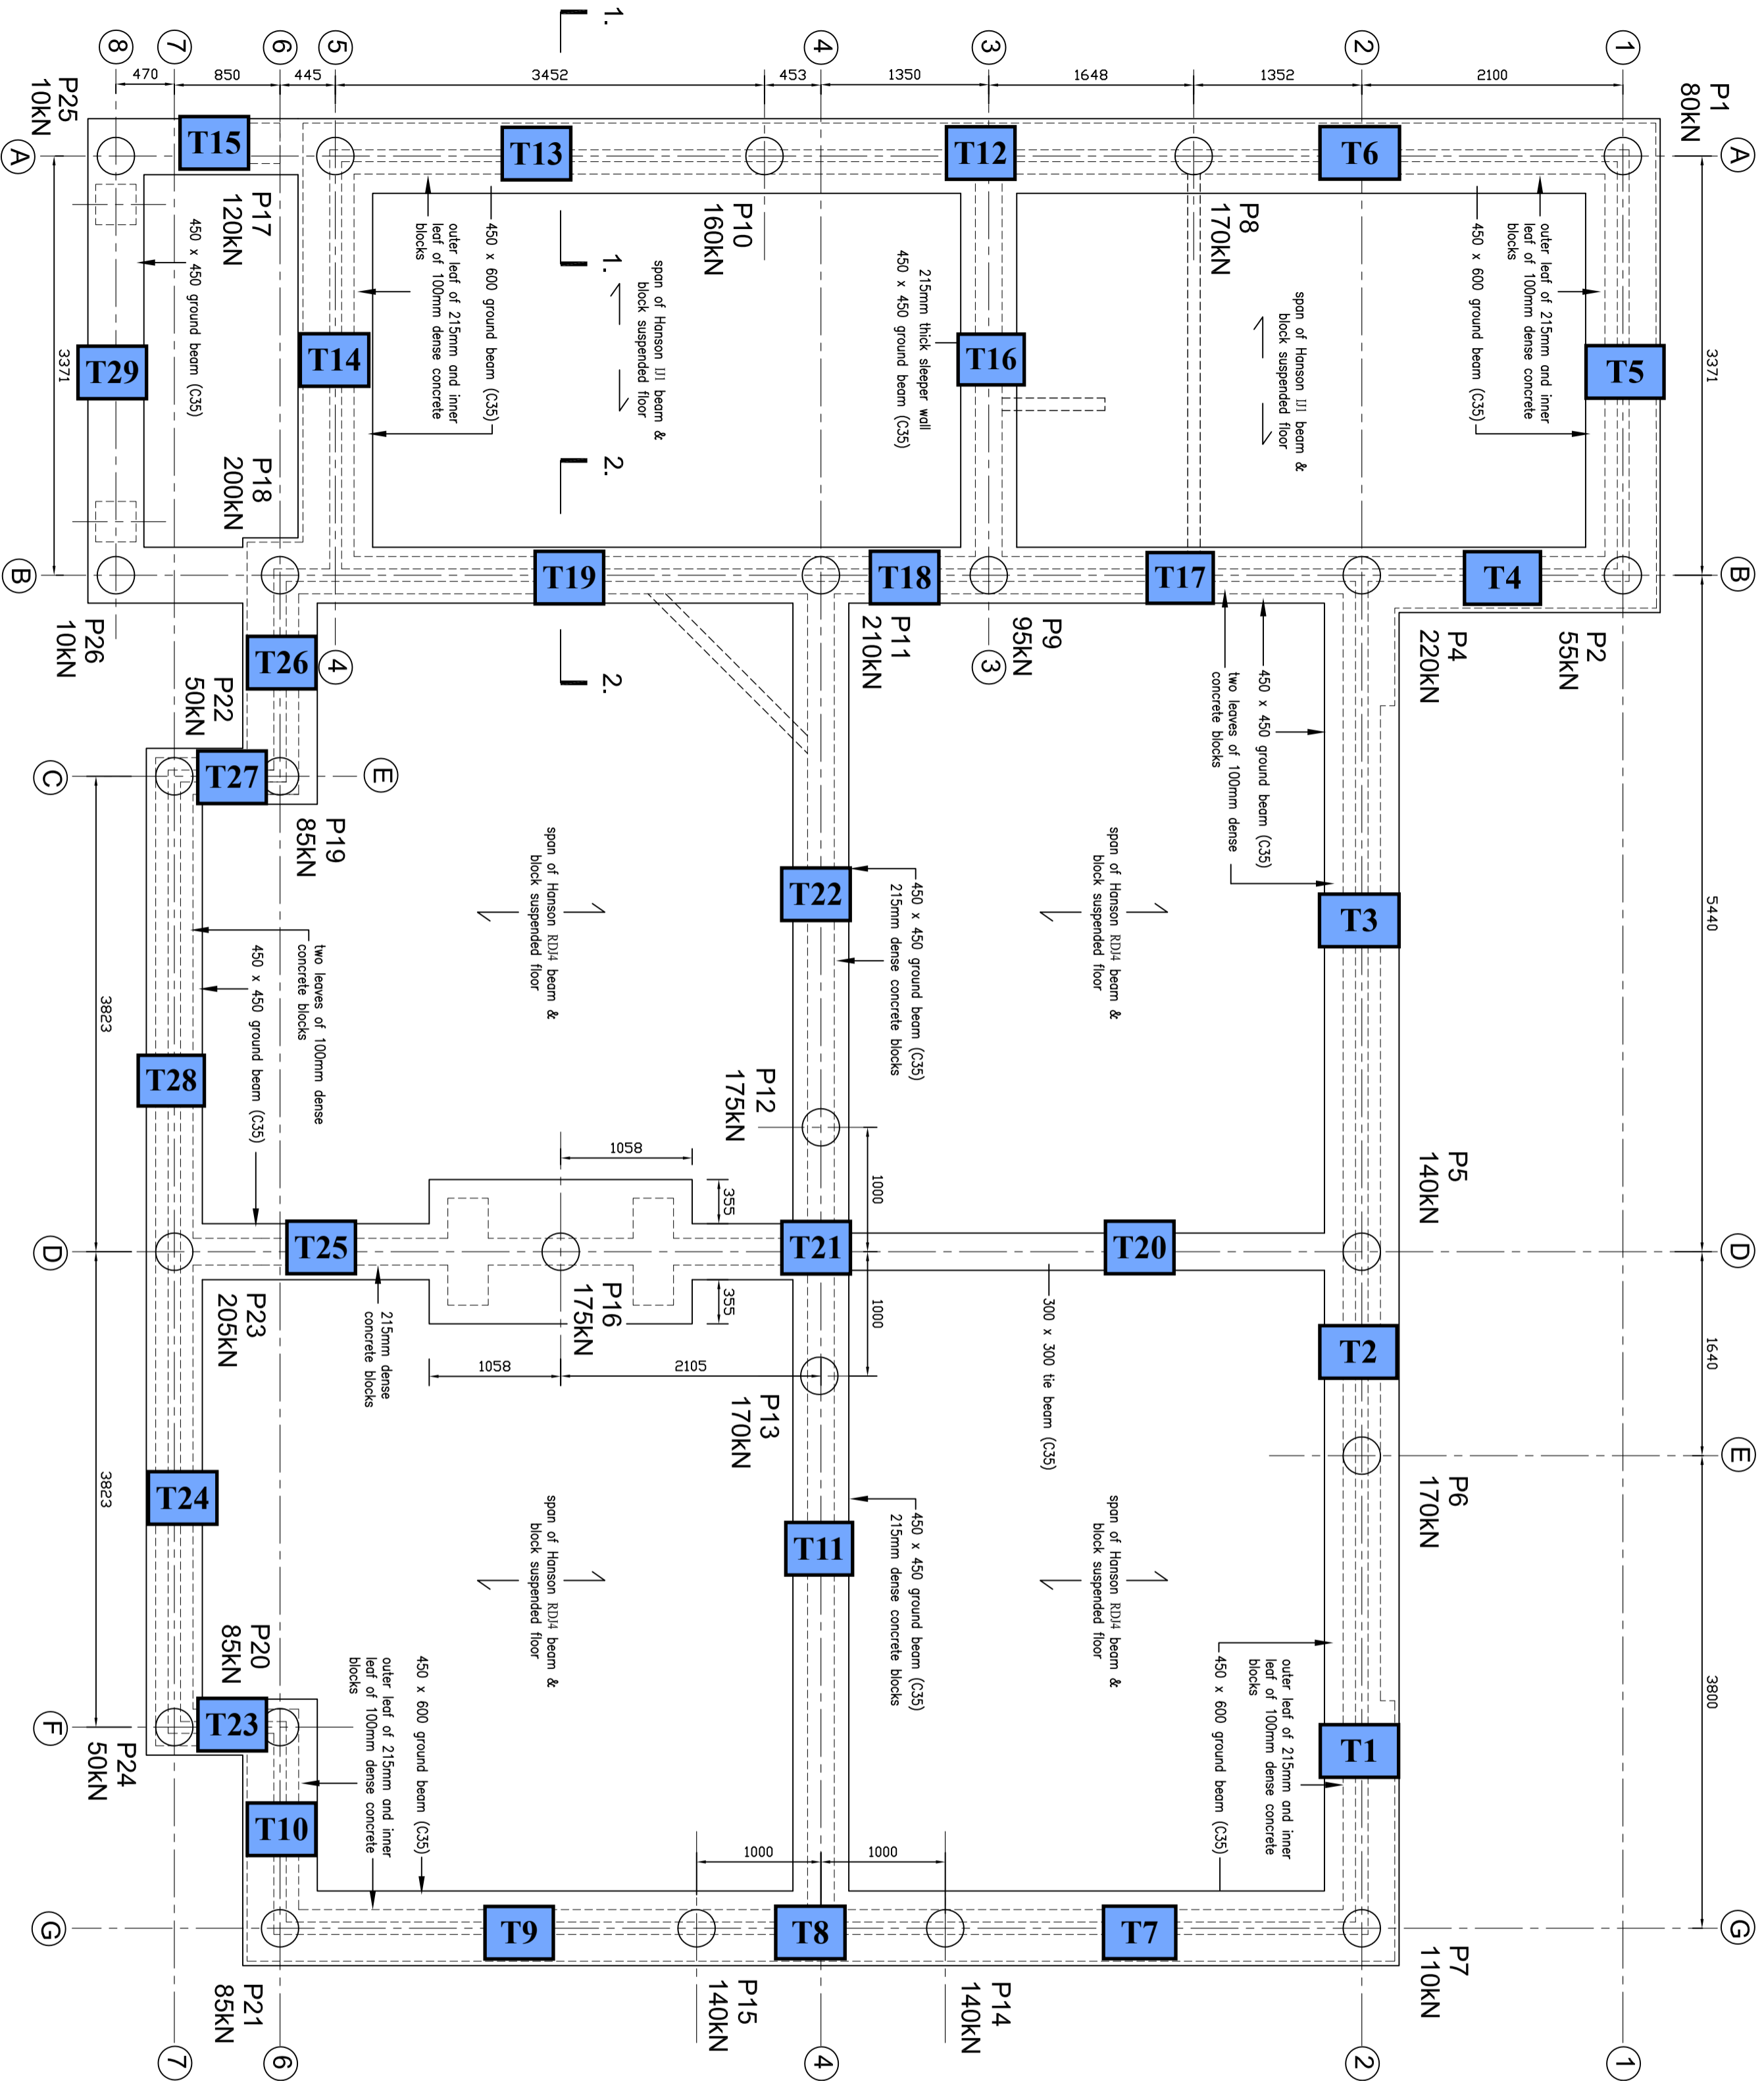 1.
8
7
6
5
4
3
2
1
470
850
445
3452
453
1350
1648
1352
2100
P1
80kN
P25
10kN
A
A
T15
T13
T12
T6
P17
120kN
P10
160kN
P8
170kN
450 x 450 ground beam (C35)
450 x 600 ground beam (C35)
outer leaf of 215mm and inner
leaf of 100mm dense concrete
blocks
1.
span of Hanson IJ1 beam &
block suspended floor
215mm thick sleeper wall
450 x 450 ground beam (C35)
span of Hanson IJ1 beam &
block suspended floor
450 x 600 ground beam (C35)
outer leaf of 215mm and inner
leaf of 100mm dense concrete
blocks
T29
T14
T16
T5
3371
3371
P18
200kN
2.
B
B
T19
T18
T17
T4
P26
10kN
T26
4
2.
P11
210kN
P9
95kN
3
P4
220kN
P2
55kN
P22
50kN
450 x 450 ground beam (C35)
two leaves of 100mm dense
concrete blocks
C
T27
E
P19
85kN
T22
T3
5440
span of Hanson RDJ4 beam &
block suspended floor
450 x 450 ground beam (C35)
215mm dense concrete blocks
span of Hanson RDJ4 beam &
block suspended floor
two leaves of 100mm dense
concrete blocks
450 x 450 ground beam (C35)
3823
T28
P12
175kN
1058
355
1000
P5
140kN
D
D
T25
T21
T20
P23
205kN
P16
175kN
355
1000
215mm dense
concrete blocks
1058
2105
300 x 300 tie beam (C35)
T2
1640
P13
170kN
E
P6
170kN
3823
T24
T11
span of Hanson RDJ4 beam &
block suspended floor
450 x 450 ground beam (C35)
215mm dense concrete blocks
span of Hanson RDJ4 beam &
block suspended floor
3800
P20
85kN
450 x 600 ground beam (C35)
outer leaf of 215mm and inner
leaf of 100mm dense concrete
blocks
450 x 600 ground beam (C35)
outer leaf of 215mm and inner
leaf of 100mm dense concrete
blocks
F
T23
T1
P24
50kN
T10
1000
1000
G
G
T9
T8
T7
P21
85kN
P15
140kN
P14
140kN
P7
110kN
7
6
4
2
1